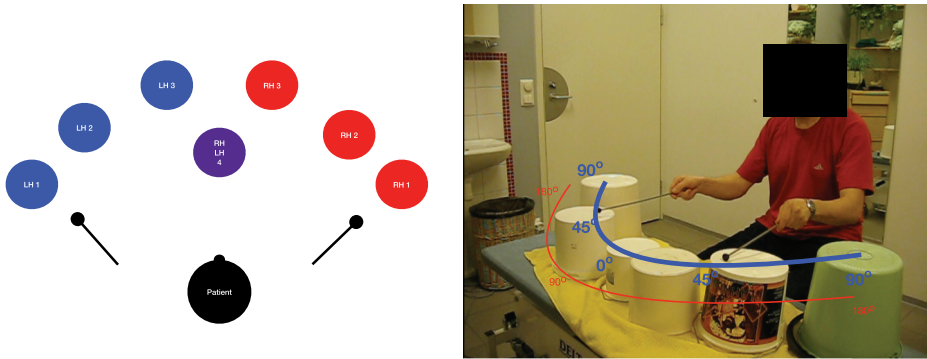 LH 3
RH 3
LH 2
RH 2
RH
LH
4
LH 1
RH 1
Patient
90°
180°
45°
0°
90°
45°
90°
180°